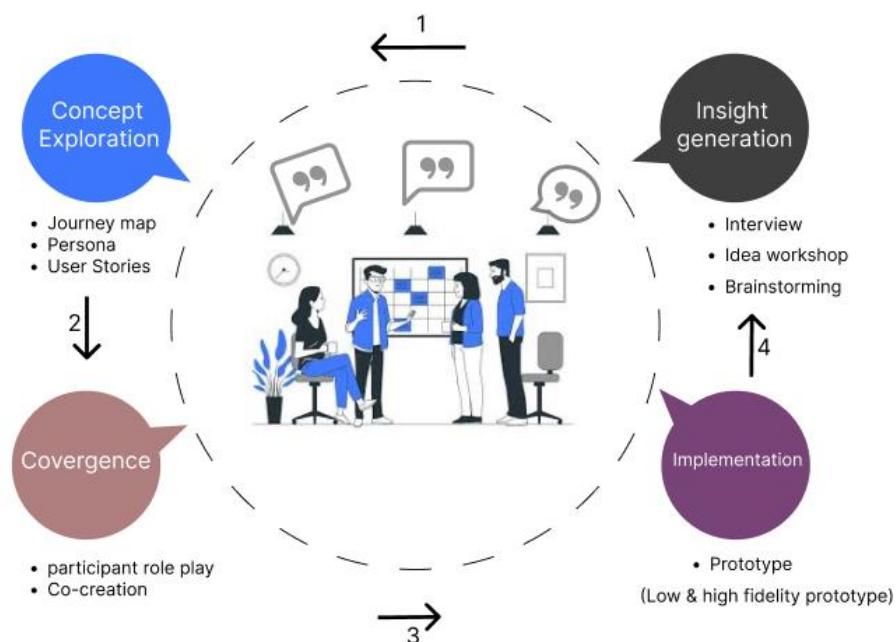 1
Concept
Exploration
Insight
generation
• Journey map
• Persona
• User Stories
• Interview
• Idea workshop
• Brainstorming
2
4
Covergence
Implementation
• participant role play
• Co-creation
• Prototype
(Low & high fidelity prototype)
3